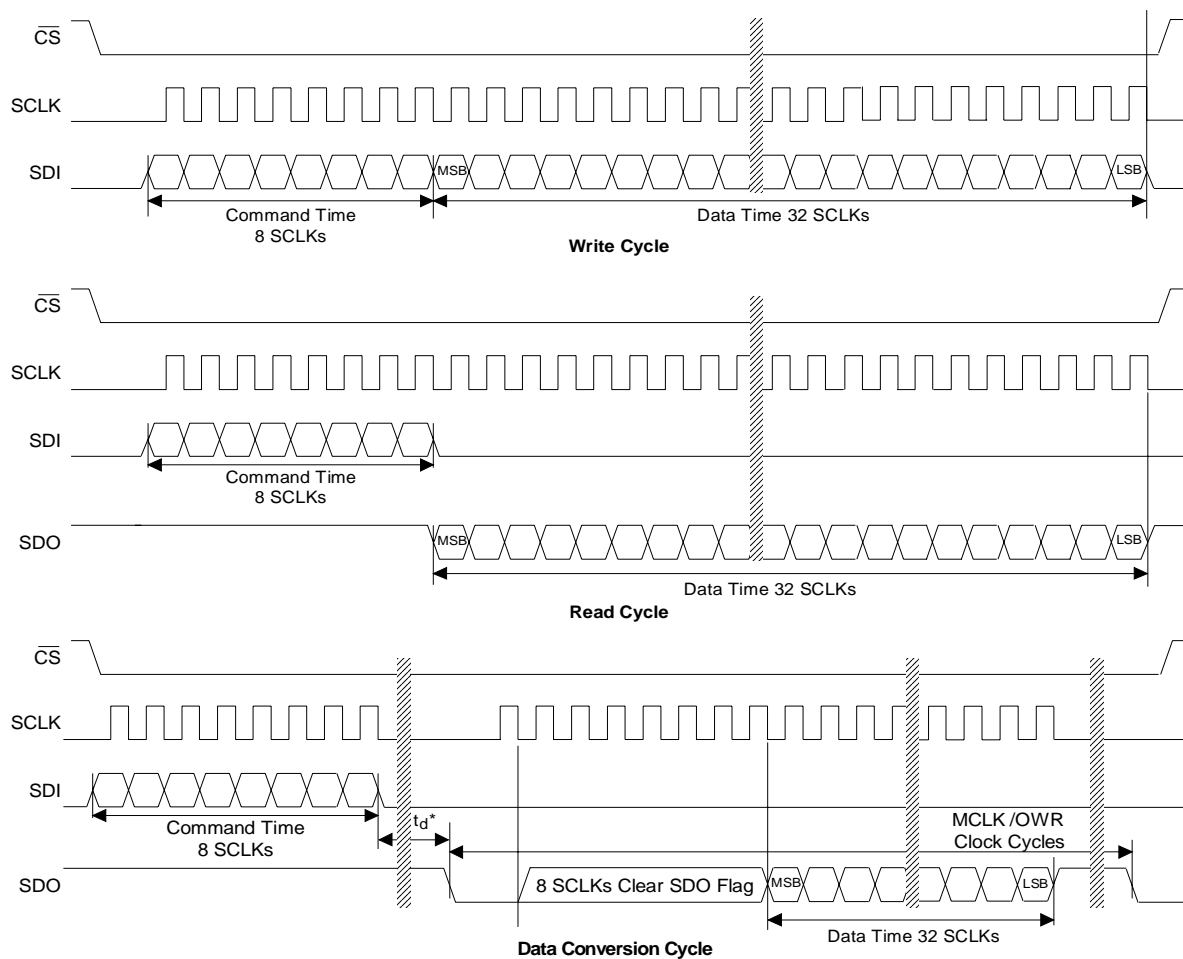 CS
SCLK
SDI
MSB
LSB
Command Time
8 SCLKs
Data Time 32 SCLKs
Write Cycle
CS
SCLK
SDI
Command Time
8 SCLKs
SDO
MSB
LSB
Data Time 32 SCLKs
Read Cycle
CS
SCLK
SDI
Command Time
8 SCLKs
td*
MCLK /OWR
Clock Cycles
SDO
8 SCLKs Clear SDO Flag
MSB
LSB
Data Time 32 SCLKs
Data Conversion Cycle